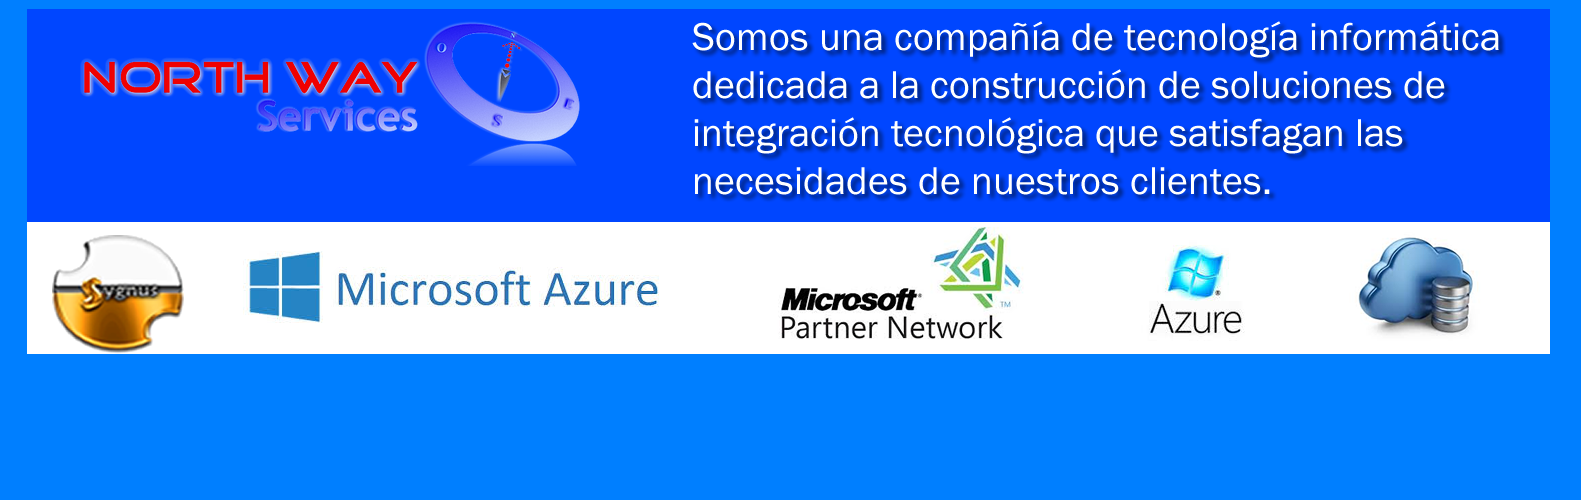 NORTH WAY
Services
O
N
E
S
Somos una compañía de tecnología informática
dedicada a la construcción de soluciones de
integración tecnológica que satisfagan las
necesidades de nuestros clientes.
Sygnus
Microsoft Azure
Microsoft®
Partner Network
TM
Azure